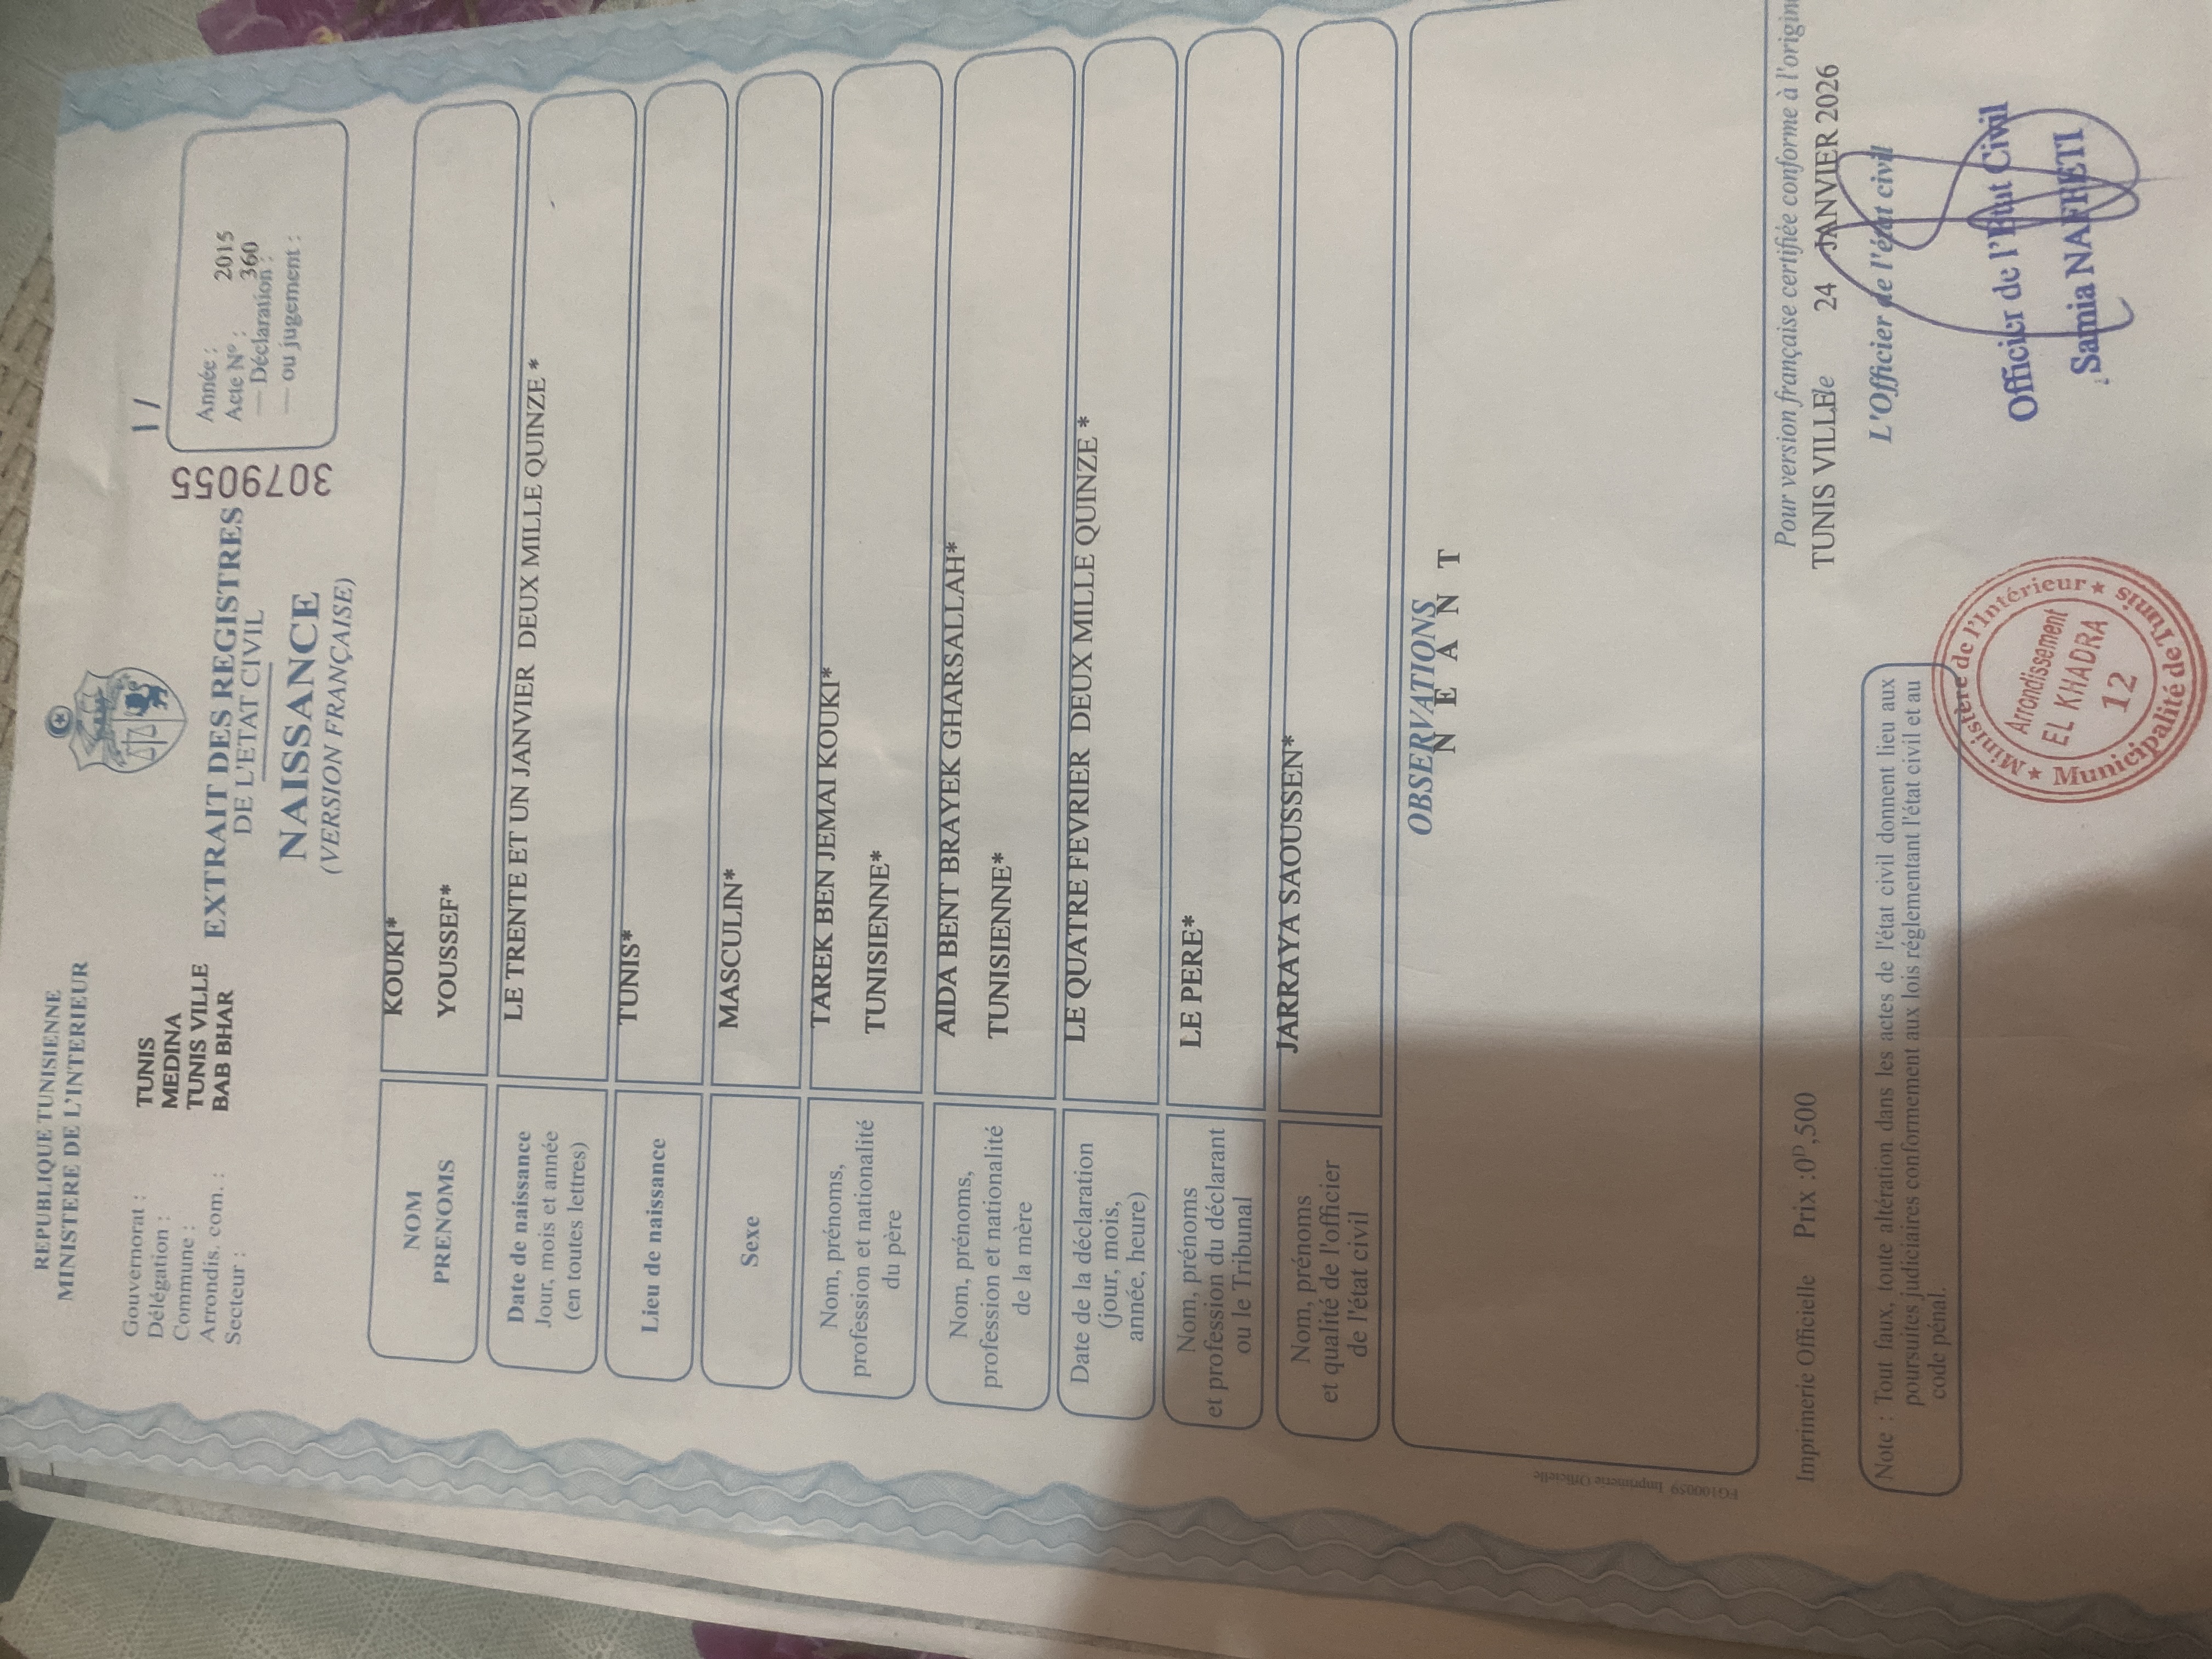 REPUBLIQUE TUNISIENNE
MINISTERE DE L'INTERIEUR
Gouvernorat : TUNIS
Délégation : MEDINA
Commune : TUNIS VILLE
Arrondis. com. : BAB BHAR
Secteur :
EXTRAIT DES REGISTRES
DE L'ETAT CIVIL
NAISSANCE
(VERSION FRANÇAISE)
3079055
Année : 2015
Acte N° : 360
— Déclaration :
— ou jugement :
NOM
PRENOMS
KOUKI*
YOUSSEF*
Date de naissance
Jour, mois et année
(en toutes lettres)
LE TRENTE ET UN JANVIER DEUX MILLE QUINZE *
Lieu de naissance
TUNIS*
Sexe
MASCULIN*
Nom, prénoms,
profession et nationalité
du père
TAREK BEN JEMAI KOUKI*
TUNISIENNE*
Nom, prénoms,
profession et nationalité
de la mère
AIDA BENT BRAYEK GHARSALLAH*
TUNISIENNE*
Date de la déclaration
(jour, mois,
année, heure)
LE QUATRE FEVRIER DEUX MILLE QUINZE *
Nom, prénoms
et profession du déclarant
ou le Tribunal
LE PERE*
Nom, prénoms
et qualité de l'officier
de l'état civil
JARRAYA SAOUSSEN*
OBSERVATIONS
N E A N T
FG100059 Imprimerie Officielle
Imprimerie Officielle Prix :0ᴰ,500
Pour version française certifiée conforme à l'origin
TUNIS VILLE le 24 JANVIER 2026
L'Officier de l'état civil
Officier de l'Etat Civil
Samia NAFRETI
Note : Tout faux, toute altération dans les actes de l'état civil donnent lieu aux
poursuites judiciaires conformement aux lois réglementant l'état civil et au
code pénal.
Ministère de l'Intérieur
Municipalité de Tunis
Arrondissement
EL KHADRA
12